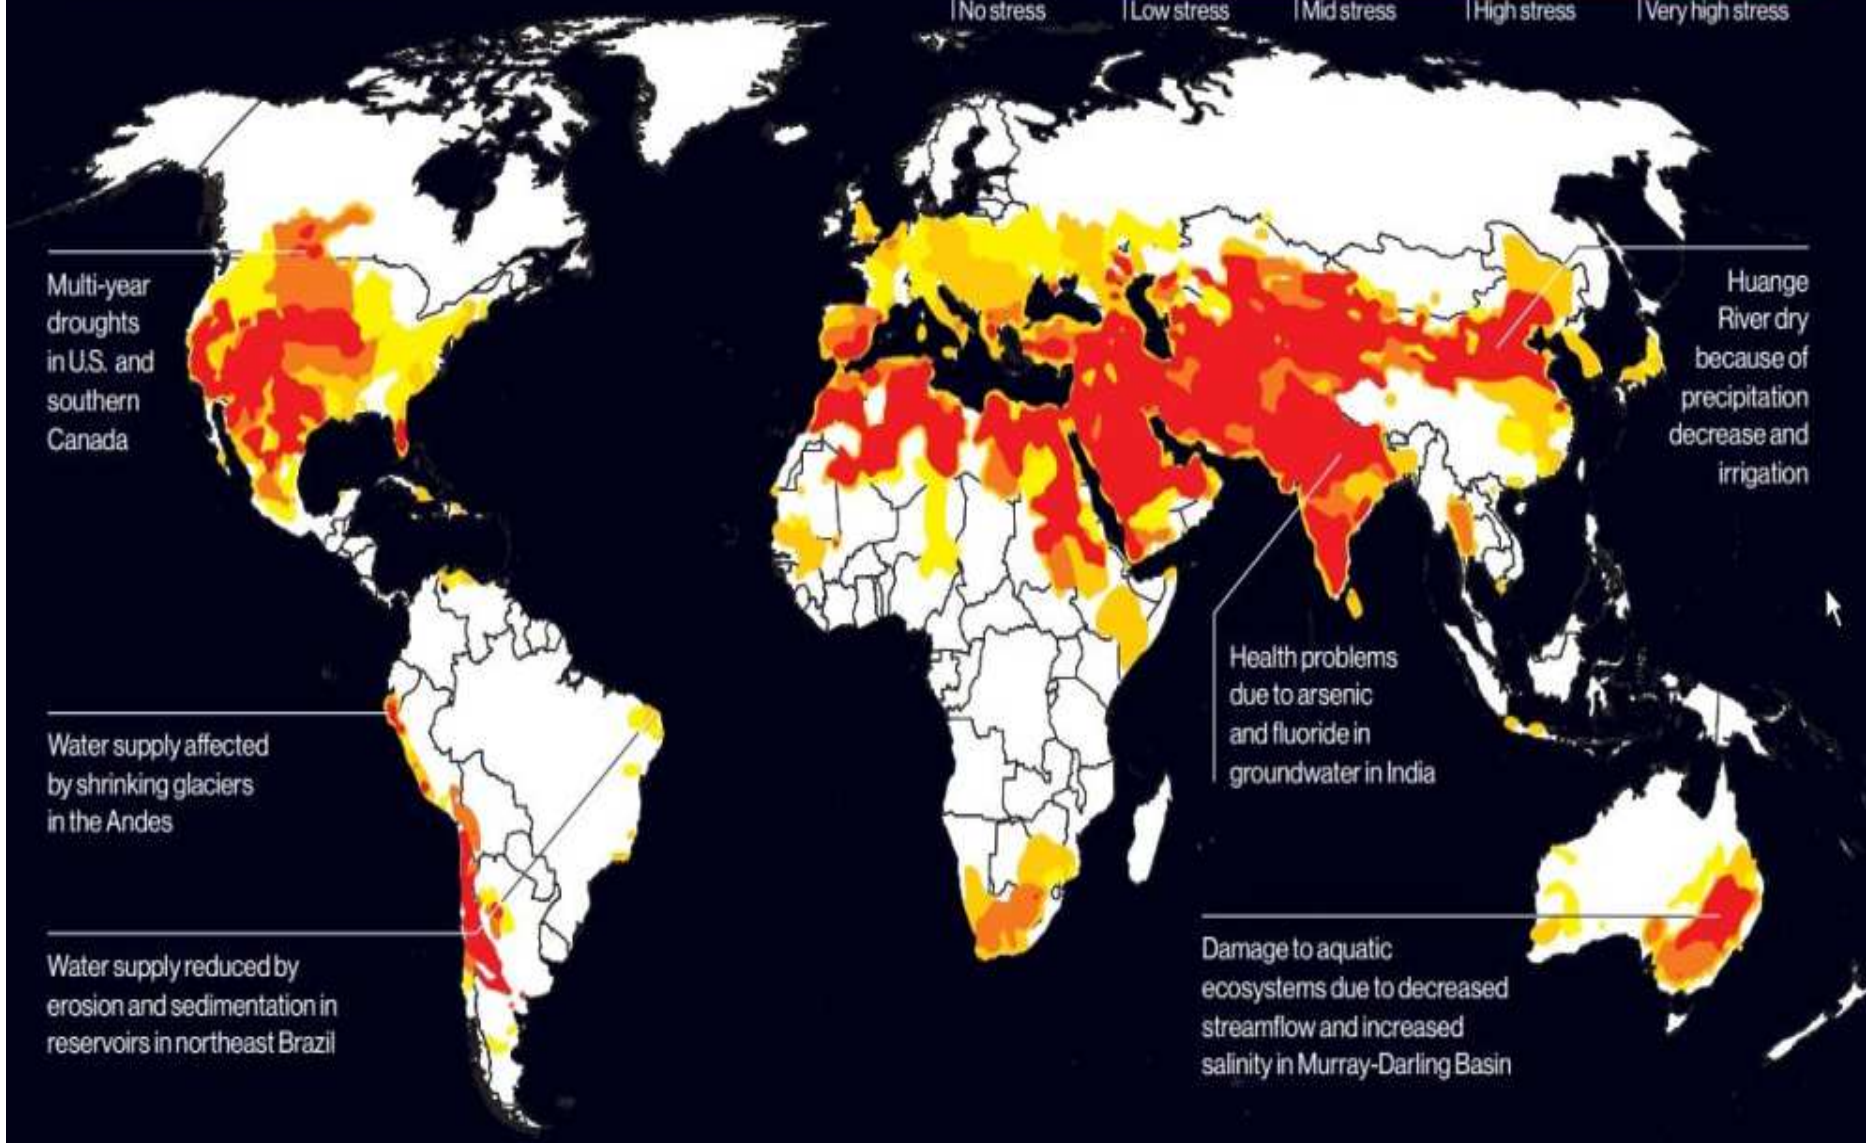 No stress
Low stress
Mid stress
High stress
Very high stress
Multi-year
droughts
in U.S. and
southern
Canada
Huange
River dry
because of
precipitation
decrease and
irrigation
Health problems
due to arsenic
and fluoride in
groundwater in India
Water supply affected
by shrinking glaciers
in the Andes
Water supply reduced by
erosion and sedimentation in
reservoirs in northeast Brazil
Damage to aquatic
ecosystems due to decreased
streamflow and increased
salinity in Murray-Darling Basin